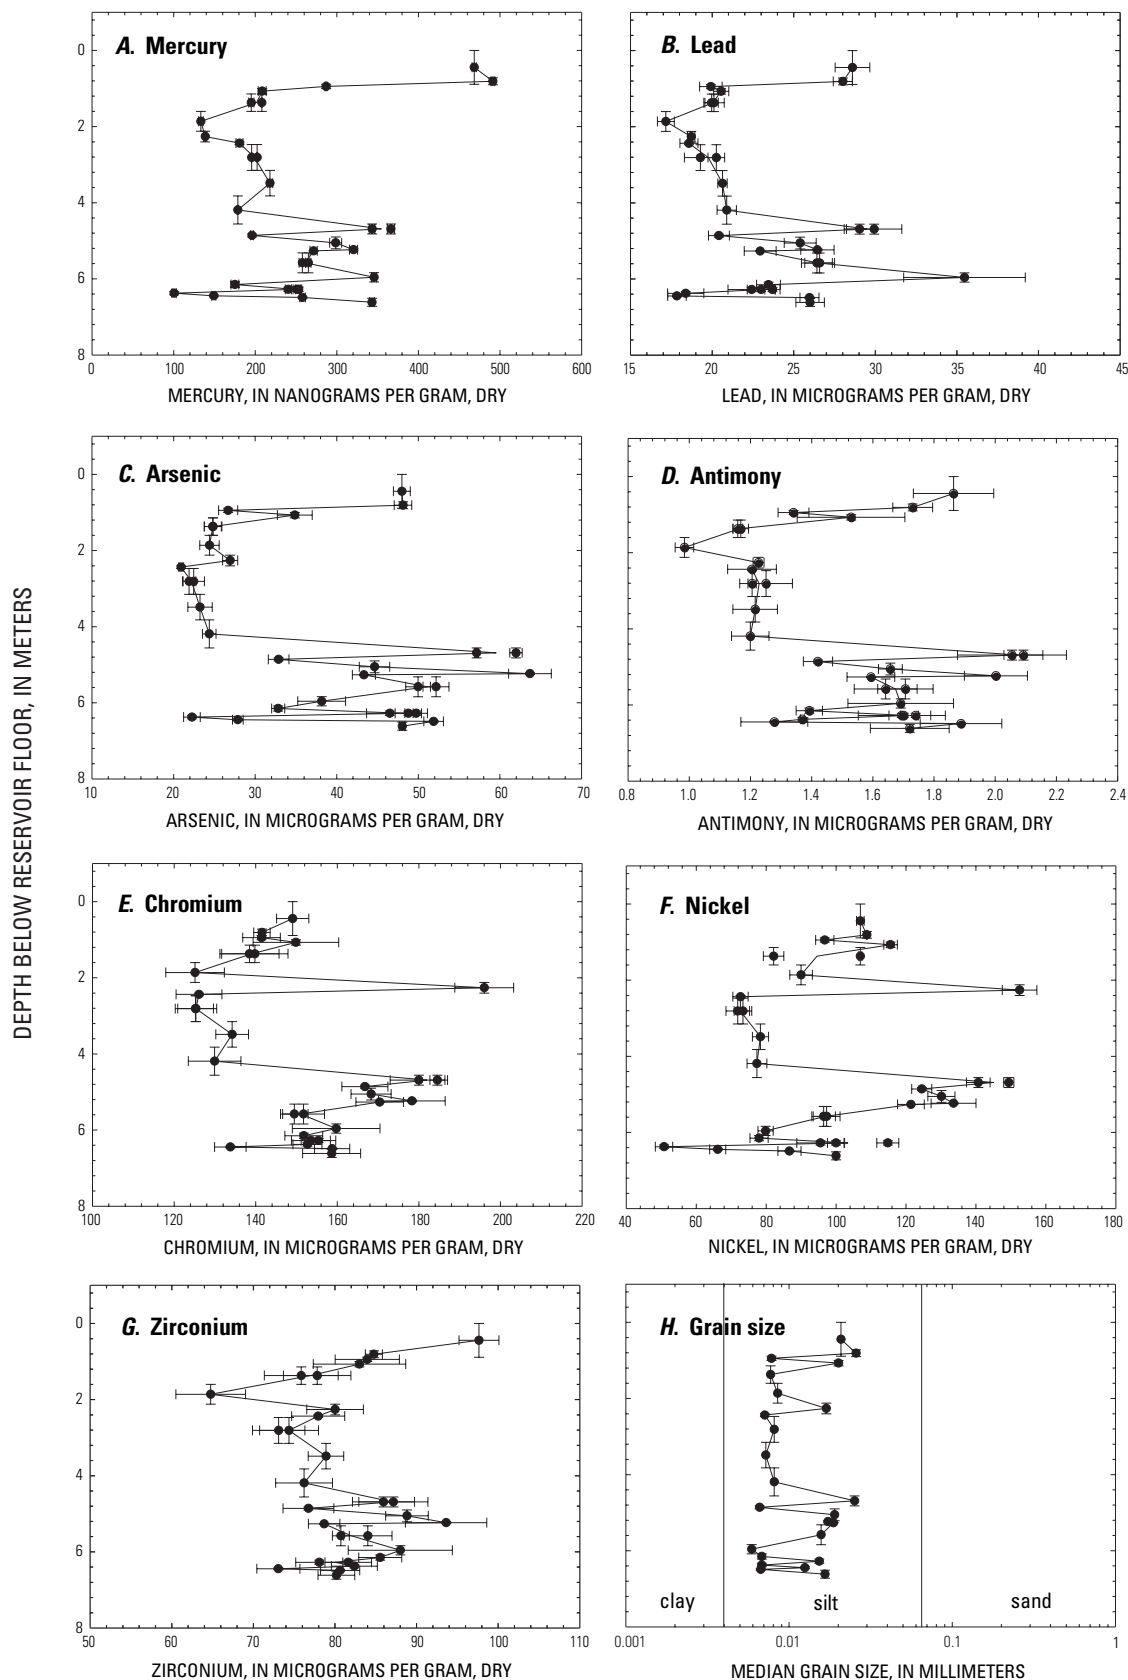 A. Mercury
0
2
4
6
8
0 100 200 300 400 500 600
MERCURY, IN NANOGRAMS PER GRAM, DRY
B. Lead
15 20 25 30 35 40 45
LEAD, IN MICROGRAMS PER GRAM, DRY
DEPTH BELOW RESERVOIR FLOOR, IN METERS
C. Arsenic
0
2
4
6
8
10 20 30 40 50 60 70
ARSENIC, IN MICROGRAMS PER GRAM, DRY
D. Antimony
0.8 1.0 1.2 1.4 1.6 1.8 2.0 2.2 2.4
ANTIMONY, IN MICROGRAMS PER GRAM, DRY
E. Chromium
0
2
4
6
8
100 120 140 160 180 200 220
CHROMIUM, IN MICROGRAMS PER GRAM, DRY
F. Nickel
40 60 80 100 120 140 160 180
NICKEL, IN MICROGRAMS PER GRAM, DRY
G. Zirconium
0
2
4
6
8
50 60 70 80 90 100 110
ZIRCONIUM, IN MICROGRAMS PER GRAM, DRY
H. Grain size
clay silt sand
0.001 0.01 0.1 1
MEDIAN GRAIN SIZE, IN MILLIMETERS